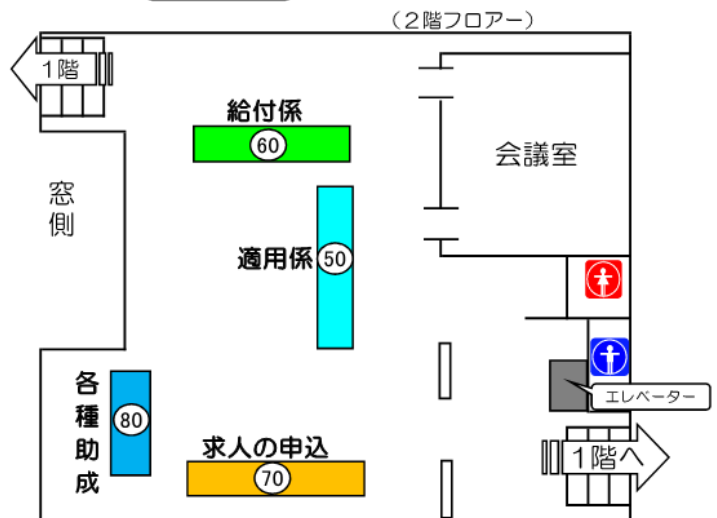 (2階フロアー)
1階
給付係
60
会議室
窓側
適用係
50
エレベーター
各種助成
80
求人の申込
70
1階へ